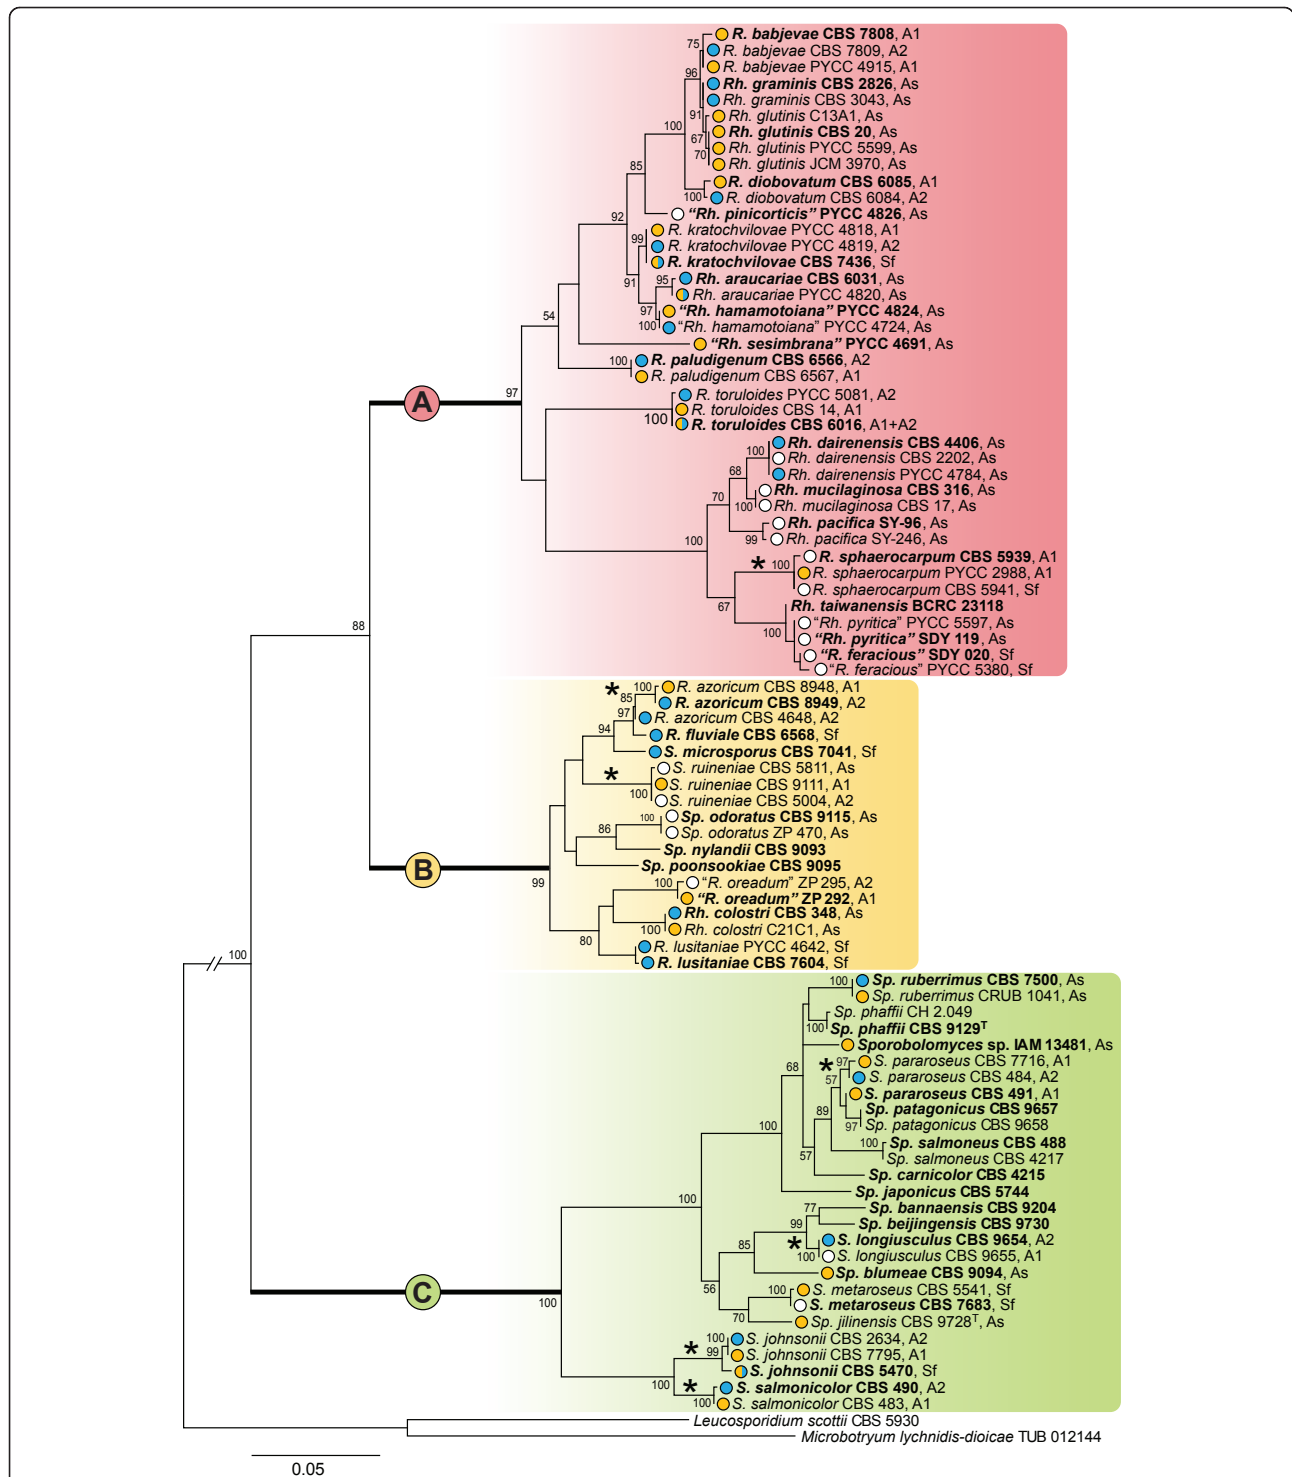 R. babjevae CBS 7808, A1
75
R. babjevae CBS 7809, A2
R. babjevae PYCC 4915, A1
96
Rh. graminis CBS 2826, As
Rh. graminis CBS 3043, As
91
Rh. glutinis C13A1, As
100
Rh. glutinis CBS 20, As
67
Rh. glutinis PYCC 5599, As
70
Rh. glutinis JCM 3970, As
85
R. diobovatum CBS 6085, A1
100
R. diobovatum CBS 6084, A2
"Rh. pinicorticis" PYCC 4826, As
92
R. kratochvilovae PYCC 4818, A1
99
R. kratochvilovae PYCC 4819, A2
R. kratochvilovae CBS 7436, Sf
91
95
Rh. araucariae CBS 6031, As
Rh. araucariae PYCC 4820, As
97
"Rh. hamamotoiana" PYCC 4824, As
100
"Rh. hamamotoiana" PYCC 4724, As
54
"Rh. sesimbrana" PYCC 4691, As
100
R. paludigenum CBS 6566, A2
R. paludigenum CBS 6567, A1
A
97
R. toruloides PYCC 5081, A2
R. toruloides CBS 14, A1
100
R. toruloides CBS 6016, A1+A2
Rh. dairenensis CBS 4406, As
100
Rh. dairenensis CBS 2202, As
68
Rh. dairenensis PYCC 4784, As
Rh. mucilaginosa CBS 316, As
70
100
Rh. mucilaginosa CBS 17, As
Rh. pacifica SY-96, As
99
Rh. pacifica SY-246, As
100
R. sphaerocarpum CBS 5939, A1
*
100
R. sphaerocarpum PYCC 2988, A1
R. sphaerocarpum CBS 5941, Sf
67
Rh. taiwanensis BCRC 23118
"Rh. pyritica" PYCC 5597, As
100
"Rh. pyritica" SDY 119, As
"R. feracious" SDY 020, Sf
"R. feracious" PYCC 5380, Sf
88
*
100
R. azoricum CBS 8948, A1
85
R. azoricum CBS 8949, A2
97
R. azoricum CBS 4648, A2
94
R. fluviale CBS 6568, Sf
S. microsporus CBS 7041, Sf
S. ruineniae CBS 5811, As
*
S. ruineniae CBS 9111, A1
100
S. ruineniae CBS 5004, A2
100
Sp. odoratus CBS 9115, As
86
Sp. odoratus ZP 470, As
Sp. nylandii CBS 9093
Sp. poonsookiae CBS 9095
B
99
100
"R. oreadum" ZP 295, A2
"R. oreadum" ZP 292, A1
Rh. colostri CBS 348, As
100
Rh. colostri C21C1, As
80
R. lusitaniae PYCC 4642, Sf
R. lusitaniae CBS 7604, Sf
100
100
Sp. ruberrimus CBS 7500, As
Sp. ruberrimus CRUB 1041, As
Sp. phaffii CH 2.049
100
Sp. phaffii CBS 9129T
Sporobolomyces sp. IAM 13481, As
68
*
97
S. pararoseus CBS 7716, A1
57
S. pararoseus CBS 484, A2
S. pararoseus CBS 491, A1
89
Sp. patagonicus CBS 9657
97
Sp. patagonicus CBS 9658
100
100
Sp. salmoneus CBS 488
57
Sp. salmoneus CBS 4217
Sp. carnicolor CBS 4215
Sp. japonicus CBS 5744
100
77
Sp. bannaensis CBS 9204
99
Sp. beijingensis CBS 9730
85
*
S. longiusculus CBS 9654, A2
100
S. longiusculus CBS 9655, A1
Sp. blumeae CBS 9094, As
C
56
100
S. metaroseus CBS 5541, Sf
S. metaroseus CBS 7683, Sf
70
Sp. jilinensis CBS 9728T, As
100
100
S. johnsonii CBS 2634, A2
*
99
S. johnsonii CBS 7795, A1
S. johnsonii CBS 5470, Sf
100
*
S. salmonicolor CBS 490, A2
100
S. salmonicolor CBS 483, A1
Leucosporidium scottii CBS 5930
Microbotryum lychnidis-dioicae TUB 012144
0.05